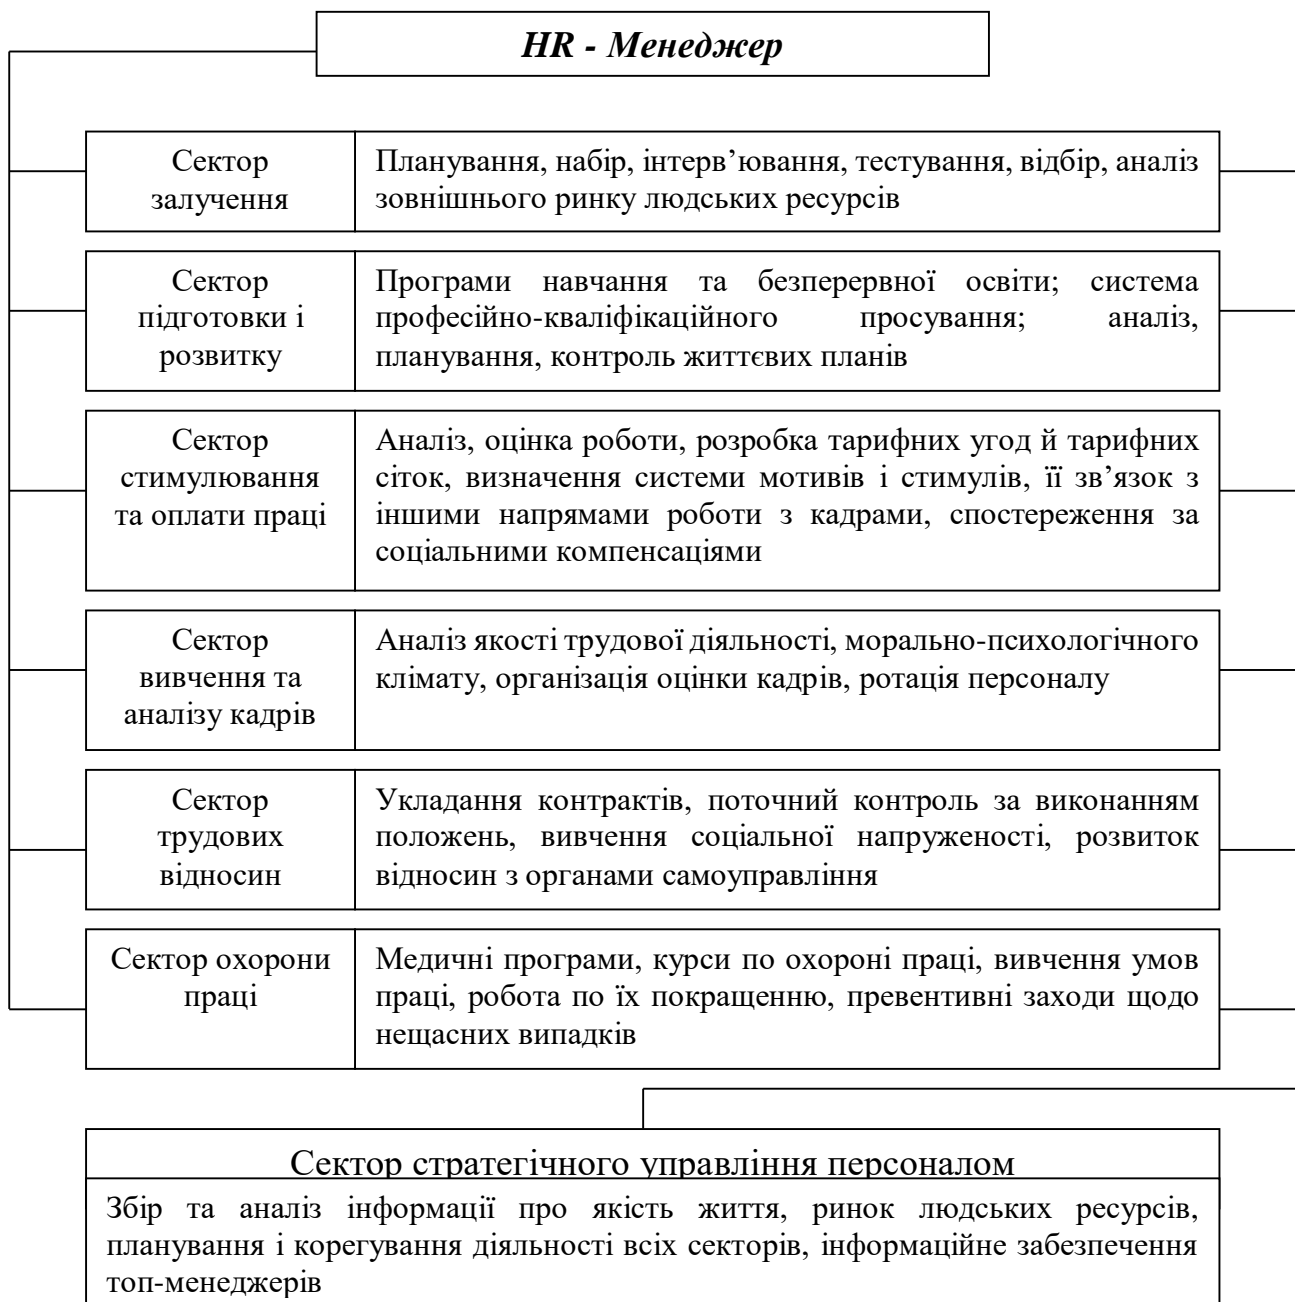 HR - Менеджер
Сектор
залучення
Планування, набір, інтерв’ювання, тестування, відбір, аналіз
зовнішнього ринку людських ресурсів
Сектор
підготовки і
розвитку
Програми навчання та безперервної освіти; система
професійно-кваліфікаційного просування; аналіз,
планування, контроль життєвих планів
Сектор
стимулювання
та оплати праці
Аналіз, оцінка роботи, розробка тарифних угод й тарифних
сіток, визначення системи мотивів і стимулів, її зв’язок з
іншими напрямами роботи з кадрами, спостереження за
соціальними компенсаціями
Сектор
вивчення та
аналізу кадрів
Аналіз якості трудової діяльності, морально-психологічного
клімату, організація оцінки кадрів, ротація персоналу
Сектор
трудових
відносин
Укладання контрактів, поточний контроль за виконанням
положень, вивчення соціальної напруженості, розвиток
відносин з органами самоуправління
Сектор охорони
праці
Медичні програми, курси по охороні праці, вивчення умов
праці, робота по їх покращенню, превентивні заходи щодо
нещасних випадків
Сектор стратегічного управління персоналом
Збір та аналіз інформації про якість життя, ринок людських ресурсів,
планування і корегування діяльності всіх секторів, інформаційне забезпечення
топ-менеджерів